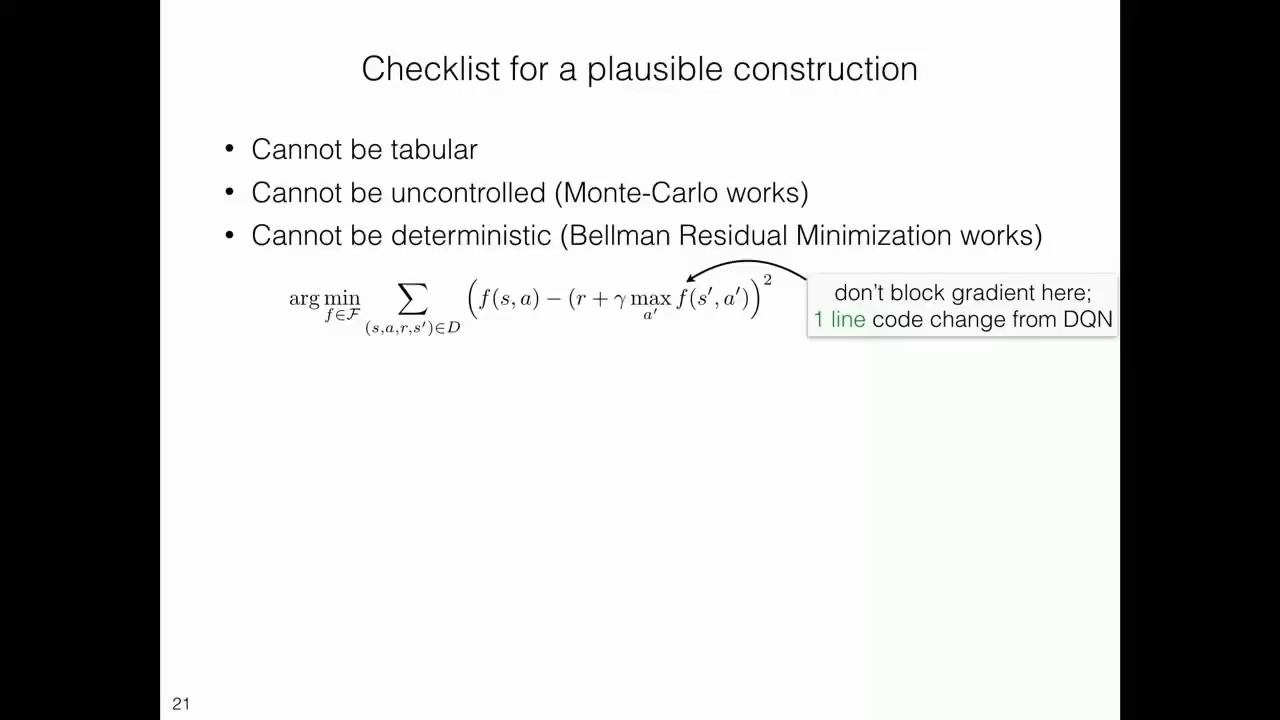 Checklist for a plausible construction
• Cannot be tabular
• Cannot be uncontrolled (Monte-Carlo works)
• Cannot be deterministic (Bellman Residual Minimization works)
arg min_{f∈F} ∑_{(s,a,r,s′)∈D} (f(s, a) − (r + γ max_{a′} f(s′, a′))²
don’t block gradient here;
1 line code change from DQN
21